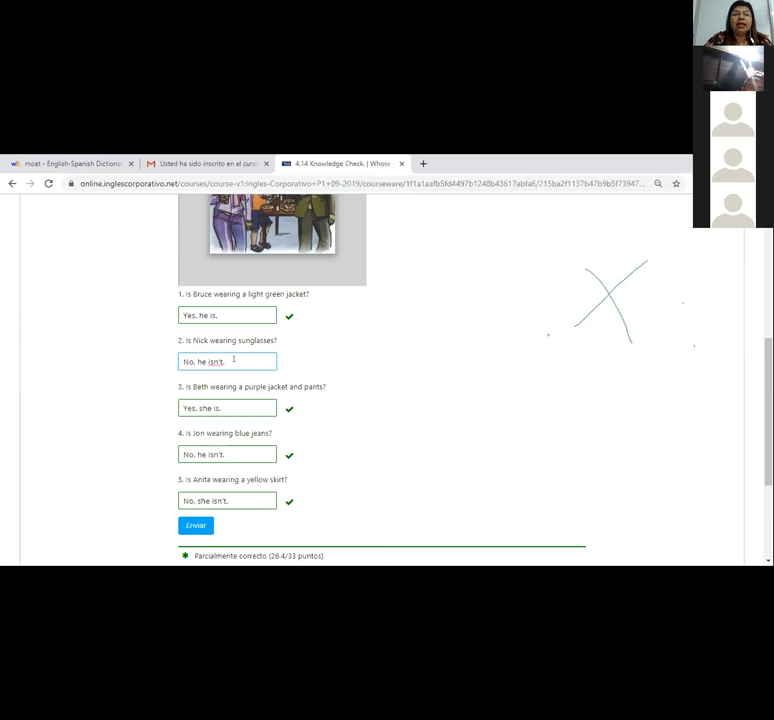 moat - English-Spanish Dictiona
Usted ha sido inscrito en el curs
4.14 Knowledge Check. | Whose
online.inglescorporativo.net/courses/course-v1:Ingles-Corporativo+P1+09-2019/courseware/1f1a1aafb5fd4497b1248b43617abfa6/215ba2f1137b47b9b5f73947...
1. Is Bruce wearing a light green jacket?
Yes, he is.
2. Is Nick wearing sunglasses?
No, he isn't.
3. Is Beth wearing a purple jacket and pants?
Yes, she is.
4. Is Jon wearing blue jeans?
No, he isn't.
5. Is Anita wearing a yellow skirt?
No, she isn't.
Enviar
Parcialmente correcto (26.4/33 puntos)